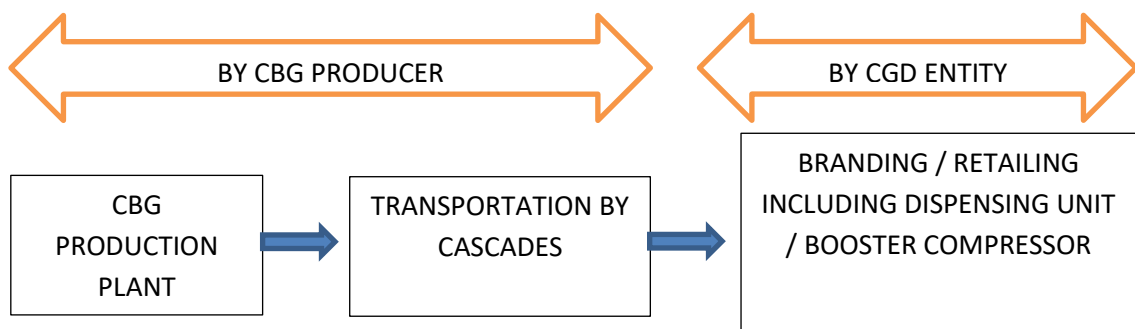 BY CBG PRODUCER
BY CGD ENTITY
CBG
PRODUCTION
PLANT
TRANSPORTATION BY
CASCADES
BRANDING / RETAILING
INCLUDING DISPENSING UNIT
/ BOOSTER COMPRESSOR